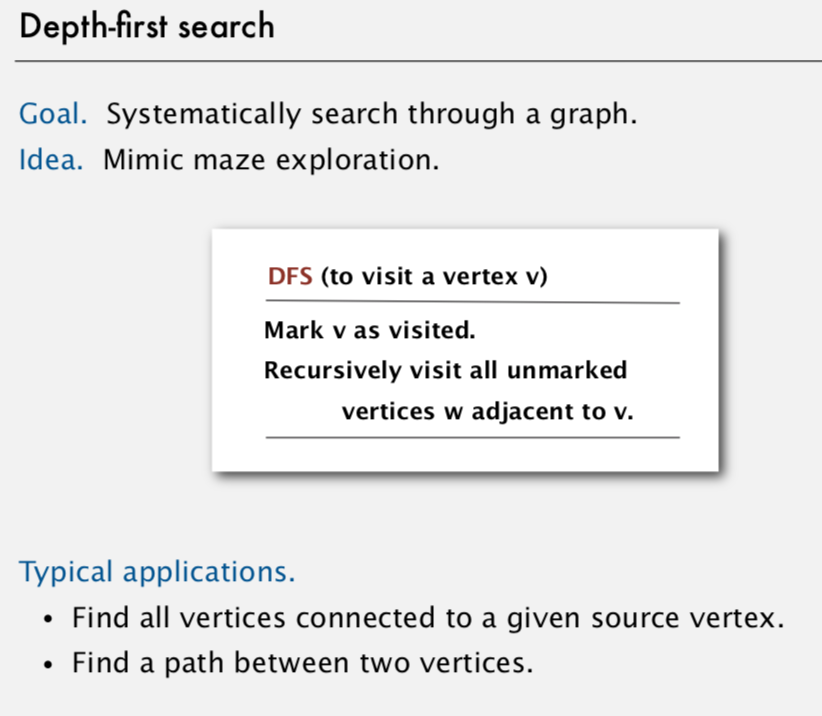 Depth-first search
Goal. Systematically search through a graph.
Idea. Mimic maze exploration.
DFS (to visit a vertex v)
Mark v as visited.
Recursively visit all unmarked
vertices w adjacent to v.
Typical applications.
• Find all vertices connected to a given source vertex.
• Find a path between two vertices.